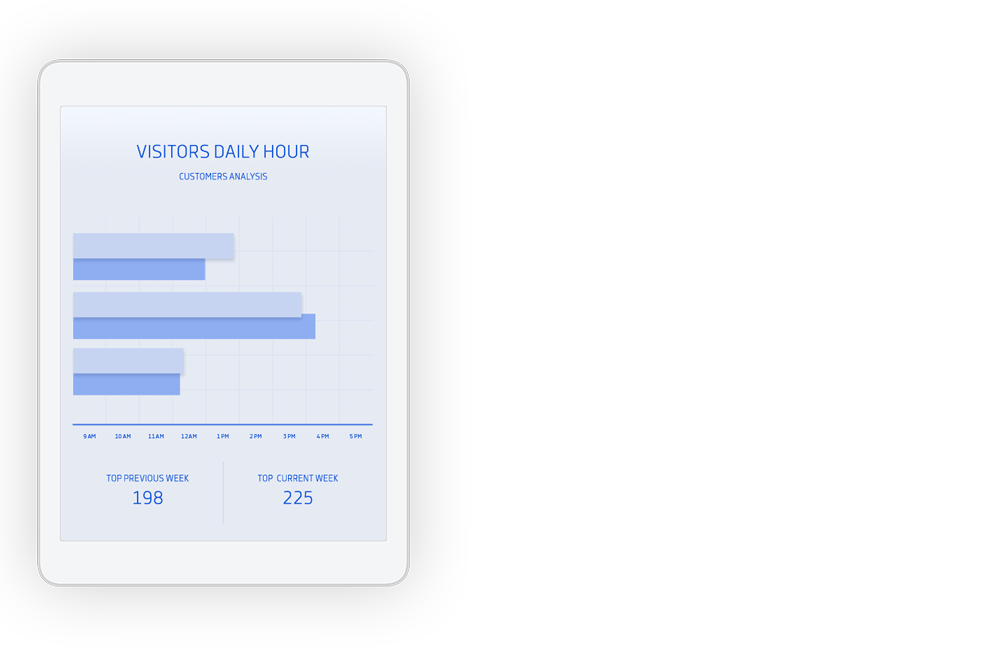 VISITORS DAILY HOUR
CUSTOMERS ANALYSIS
9 AM 10 AM 11 AM 12 AM 1 PM 2 PM 3 PM 4 PM 5 PM
TOP PREVIOUS WEEK
198
TOP CURRENT WEEK
225